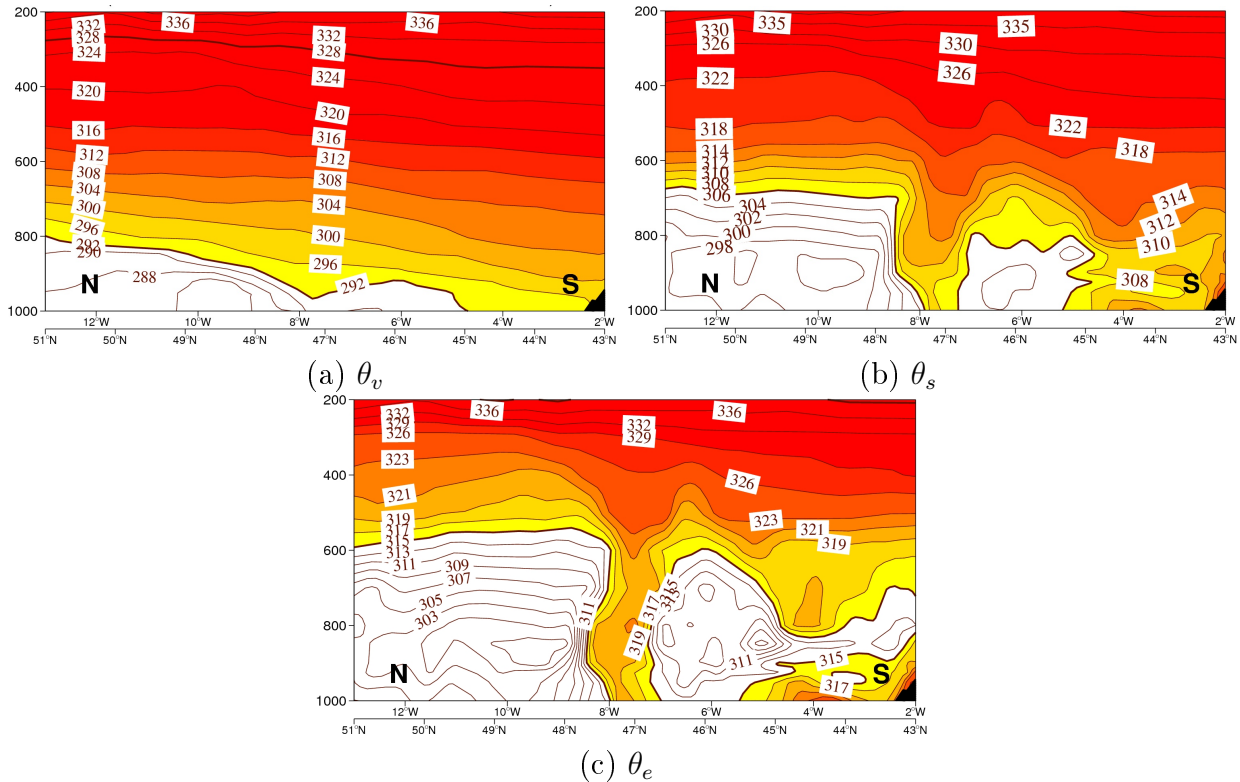 200 400 600 800 1000
332 328 324 320 316 312 308 304 300 296 292 290
336 332 328 324 320 316 312 308 304 300 296 292
336
288
N S
12°W 10°W 8°W 6°W 4°W 2°W
51°N 50°N 49°N 48°N 47°N 46°N 45°N 44°N 43°N
(a) θv
200 400 600 800 1000
330 326 322 318 314 312 310 308 306
335 335
330 326 322 318 314 312 310 308
304 302 300 298
N S
12°W 10°W 8°W 6°W 4°W 2°W
51°N 50°N 49°N 48°N 47°N 46°N 45°N 44°N 43°N
(b) θs
200 400 600 800 1000
332 329 326 323 321 319 317 315 313 311
336 336
332 329 326 323 321 319
309 307 305 303
311 319 317 313 315 311 315 317
N S
12°W 10°W 8°W 6°W 4°W 2°W
51°N 50°N 49°N 48°N 47°N 46°N 45°N 44°N 43°N
(c) θe